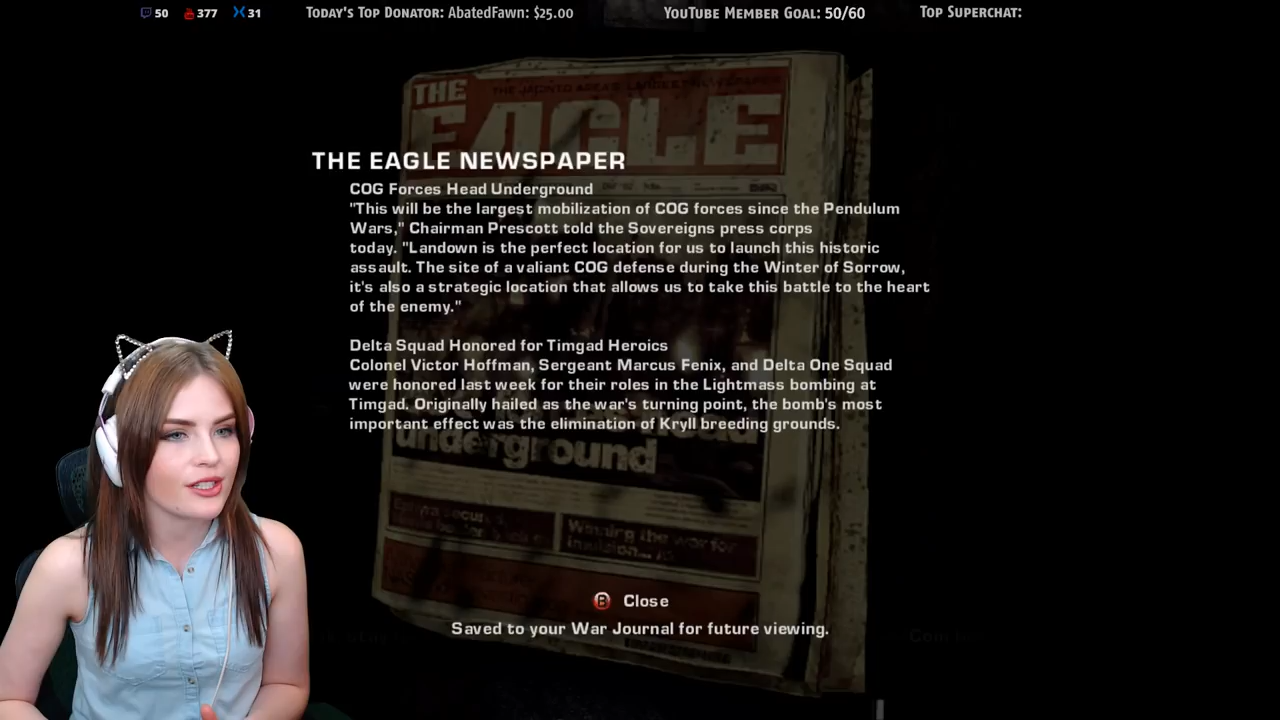 50 377 31 Today's Top Donator: AbatedFawn: $25.00 YouTube Member Goal: 50/60 Top Superchat:
THE JACINTO AREA'S LARGEST NEWSPAPER
THE
EAGLE
THE EAGLE NEWSPAPER
COG Forces Head Underground
"This will be the largest mobilization of COG forces since the Pendulum
Wars," Chairman Prescott told the Sovereigns press corps
today. "Landown is the perfect location for us to launch this historic
assault. The site of a valiant COG defense during the Winter of Sorrow,
it's also a strategic location that allows us to take this battle to the heart
of the enemy."
Delta Squad Honored for Timgad Heroics
Colonel Victor Hoffman, Sergeant Marcus Fenix, and Delta One Squad
were honored last week for their roles in the Lightmass bombing at
Timgad. Originally hailed as the war's turning point, the bomb's most
important effect was the elimination of Kryll breeding grounds.
head
underground
Winning the war for
B Close
Saved to your War Journal for future viewing.